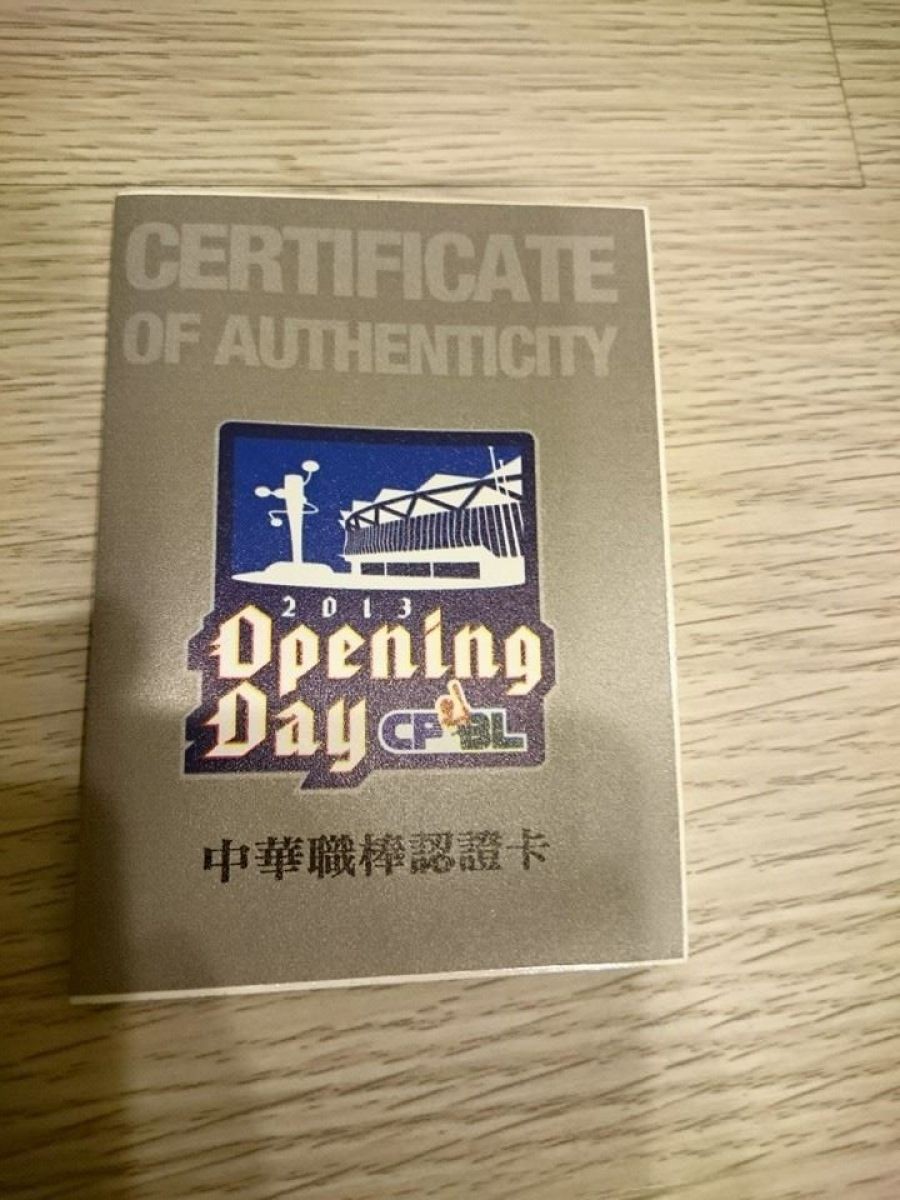 CERTIFICATE
OF AUTHENTICITY
2013
Opening
Day CPBL
中華職棒認證卡